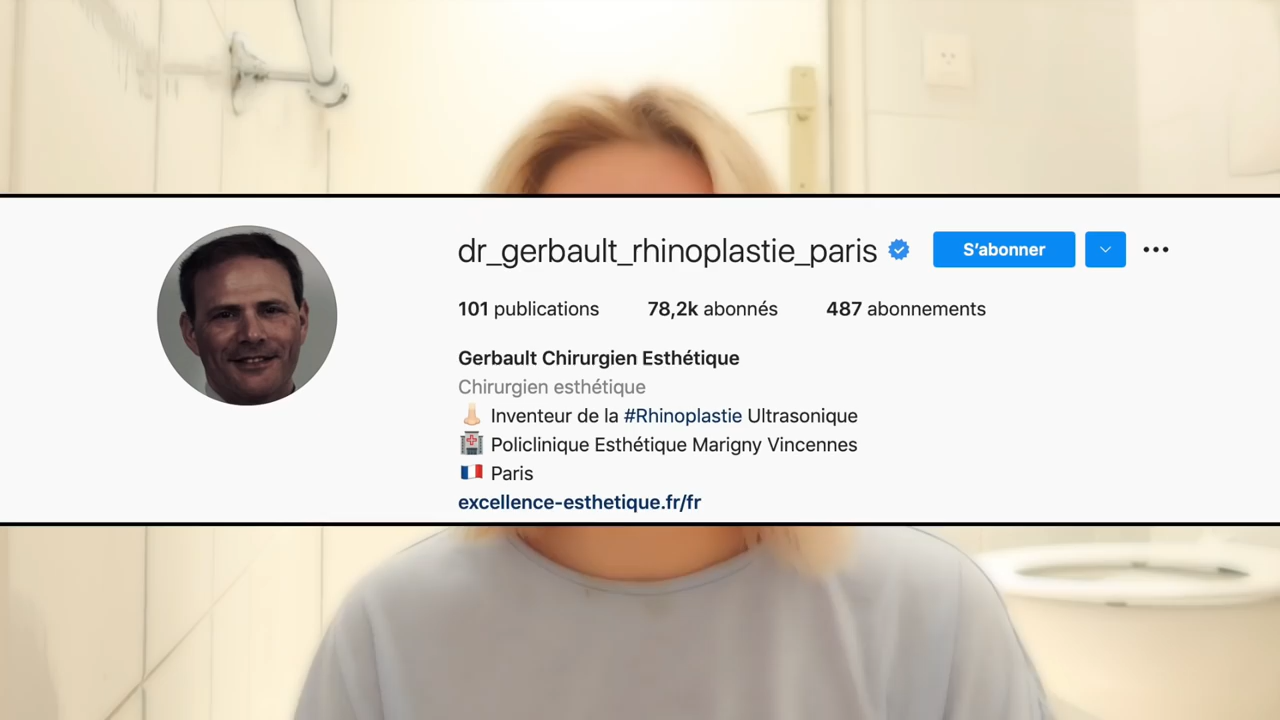 dr_gerbault_rhinoplastie_paris S'abonner
101 publications 78,2k abonnés 487 abonnements
Gerbault Chirurgien Esthétique
Chirurgien esthétique
👃🏻 Inventeur de la #Rhinoplastie Ultrasonique
🏥 Policlinique Esthétique Marigny Vincennes
🇫🇷 Paris
excellence-esthetique.fr/fr